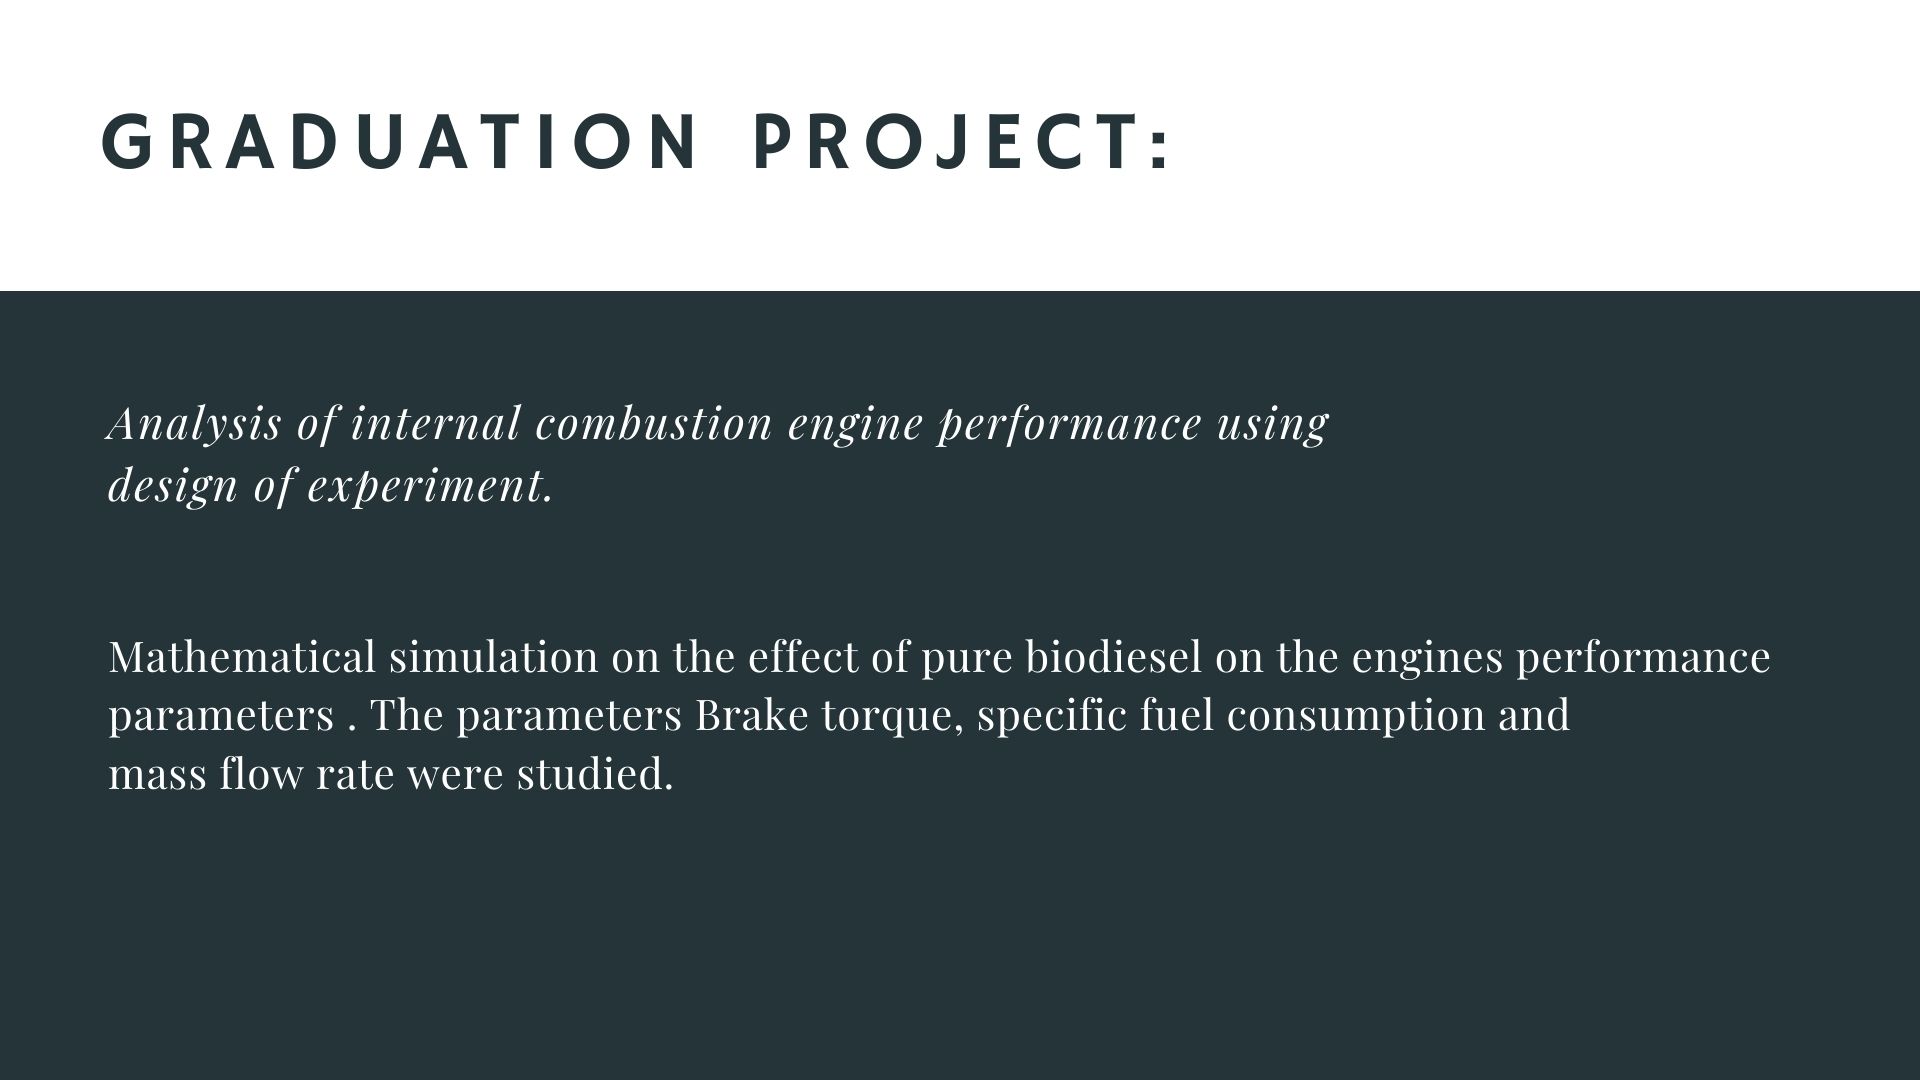 GRADUATION PROJECT:
Analysis of internal combustion engine performance using
design of experiment.
Mathematical simulation on the effect of pure biodiesel on the engines performance
parameters . The parameters Brake torque, specific fuel consumption and
mass flow rate were studied.